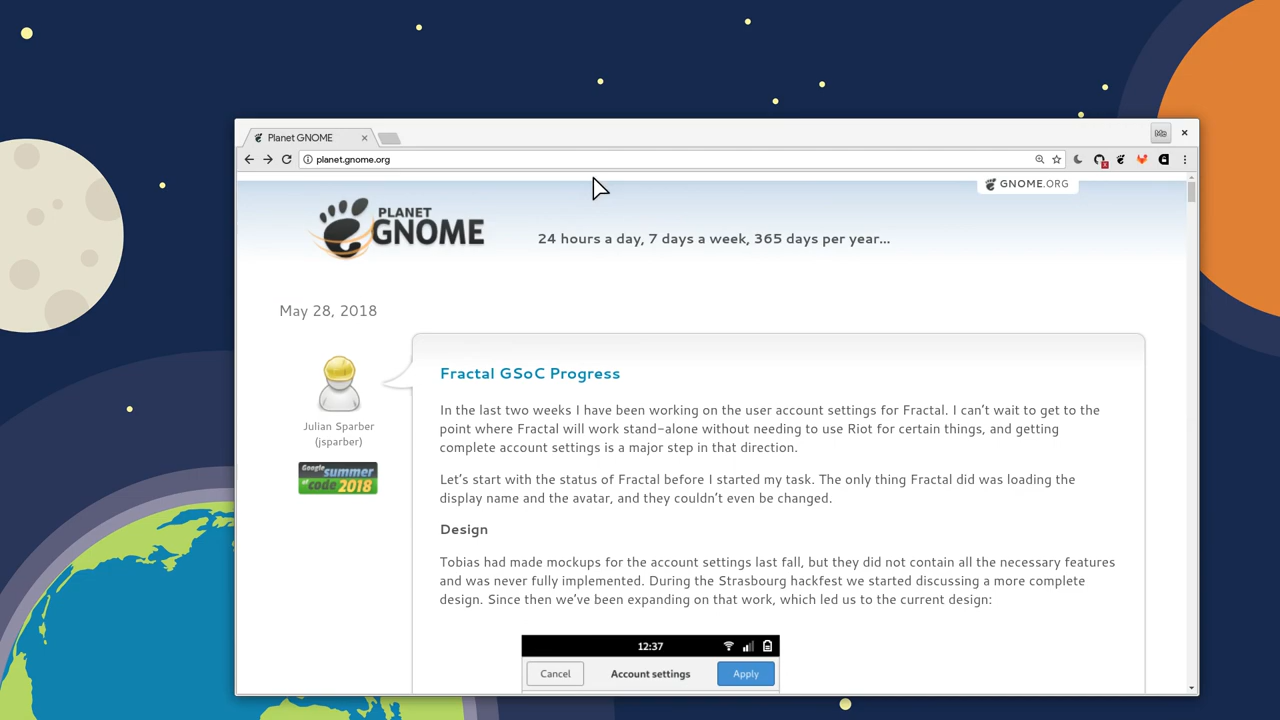 Planet GNOME
planet.gnome.org
GNOME.ORG
PLANET
GNOME
24 hours a day, 7 days a week, 365 days per year...
May 28, 2018
Julian Sparber
(jsparber)
Google summer
of code 2018
Fractal GSoC Progress
In the last two weeks I have been working on the user account settings for Fractal. I can't wait to get to the
point where Fractal will work stand-alone without needing to use Riot for certain things, and getting
complete account settings is a major step in that direction.
Let's start with the status of Fractal before I started my task. The only thing Fractal did was loading the
display name and the avatar, and they couldn't even be changed.
Design
Tobias had made mockups for the account settings last fall, but they did not contain all the necessary features
and was never fully implemented. During the Strasbourg hackfest we started discussing a more complete
design. Since then we've been expanding on that work, which led us to the current design:
12:37
Cancel
Account settings
Apply